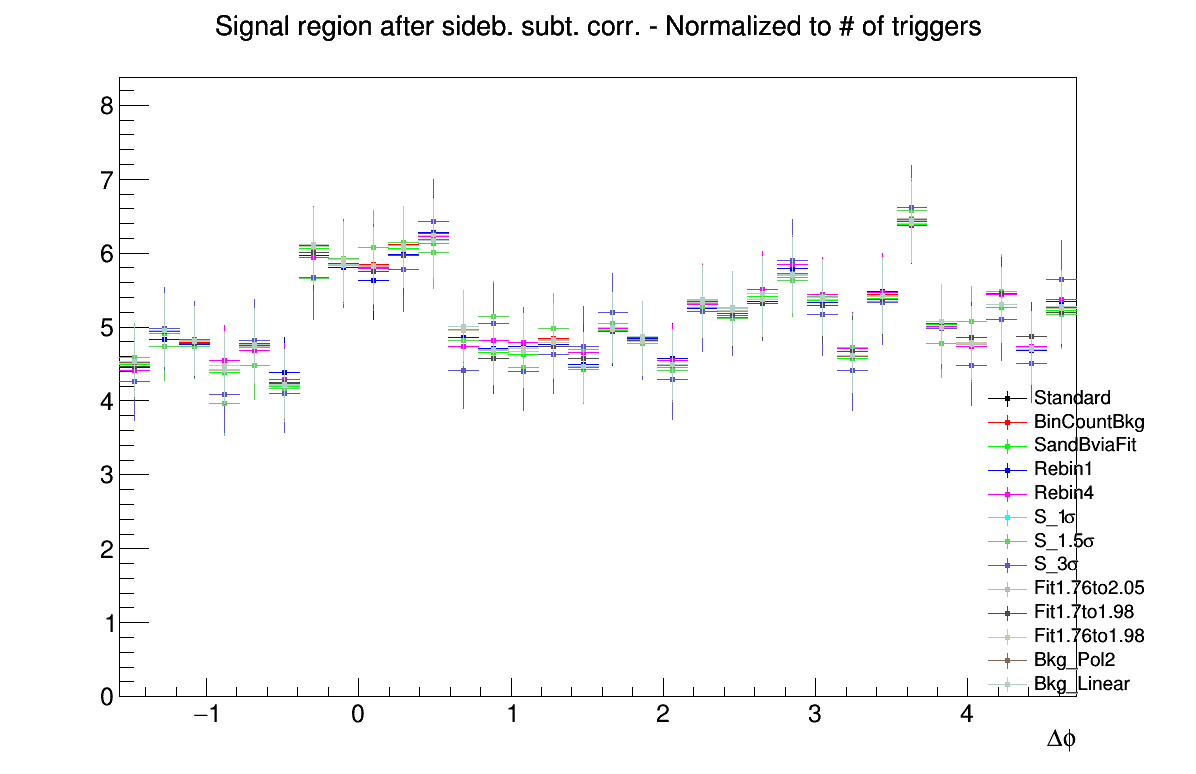 Signal region after sideb. subt. corr. - Normalized to # of triggers
8
7
6
5
4
3
2
1
0
−1
0
1
2
3
4
Δϕ
Standard
BinCountBkg
SandBviaFit
Rebin1
Rebin4
S_1σ
S_1.5σ
S_3σ
Fit1.76to2.05
Fit1.7to1.98
Fit1.76to1.98
Bkg_Pol2
Bkg_Linear